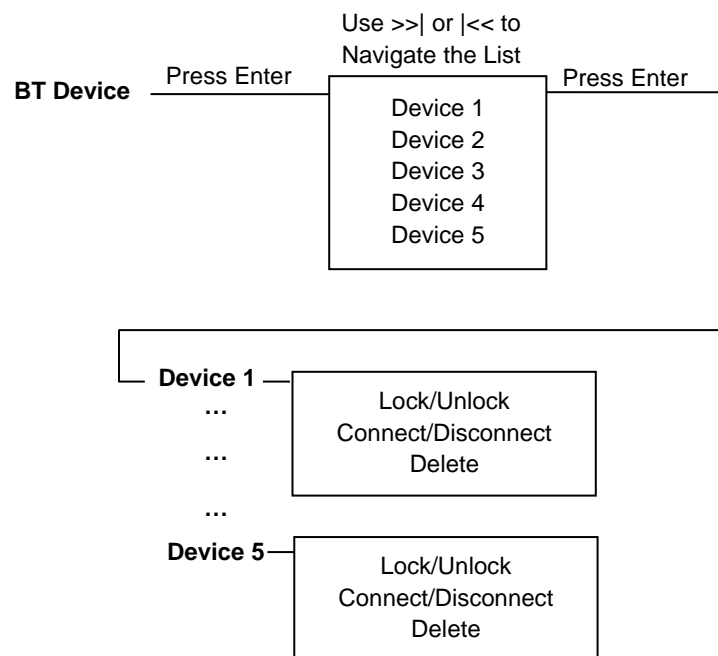 Use >>| or |<< to
Navigate the List
BT Device
Press Enter
Press Enter
Device 1
Device 2
Device 3
Device 4
Device 5
Device 1
...
...
...
Lock/Unlock
Connect/Disconnect
Delete
Device 5
Lock/Unlock
Connect/Disconnect
Delete